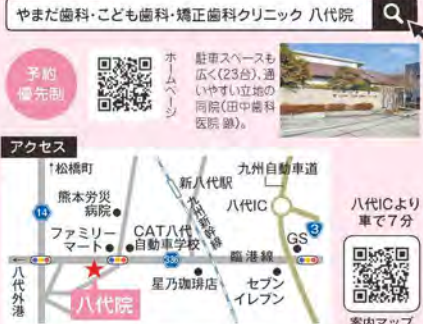 やまだ歯科・こども歯科・矯正歯科クリニック 八代院
予約
優先制
ホームページ
駐車スペースも
広く(23台)、通
いやすい立地の
同院(田中歯科
医院 跡)。
アクセス
↑松橋町
新八代駅
九州新幹線
九州自動車道
八代IC
3
14
熊本労災
病院
ファミリー
マート
CAT八代
自動車学校
336
臨港線
GS
←八代外港
八代院
星乃珈琲店
セブン
イレブン
八代ICより
車で7分
案内マップ